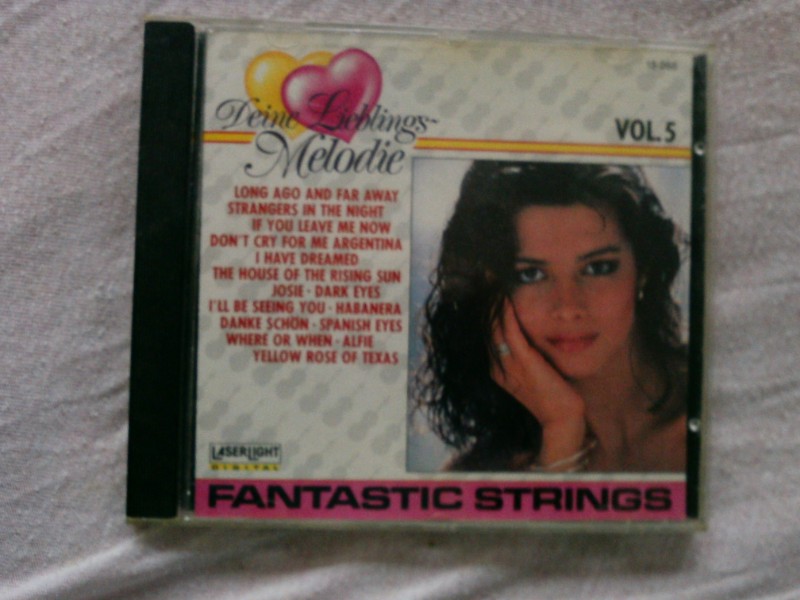 Deine Lieblings-
Melodie
VOL. 5
LONG AGO AND FAR AWAY
STRANGERS IN THE NIGHT
IF YOU LEAVE ME NOW
DON'T CRY FOR ME ARGENTINA
I HAVE DREAMED
THE HOUSE OF THE RISING SUN
JOSIE · DARK EYES
I'LL BE SEEING YOU · HABANERA
DANKE SCHÖN · SPANISH EYES
WHERE OR WHEN · ALFIE
YELLOW ROSE OF TEXAS
LASERLIGHT
DIGITAL
FANTASTIC STRINGS